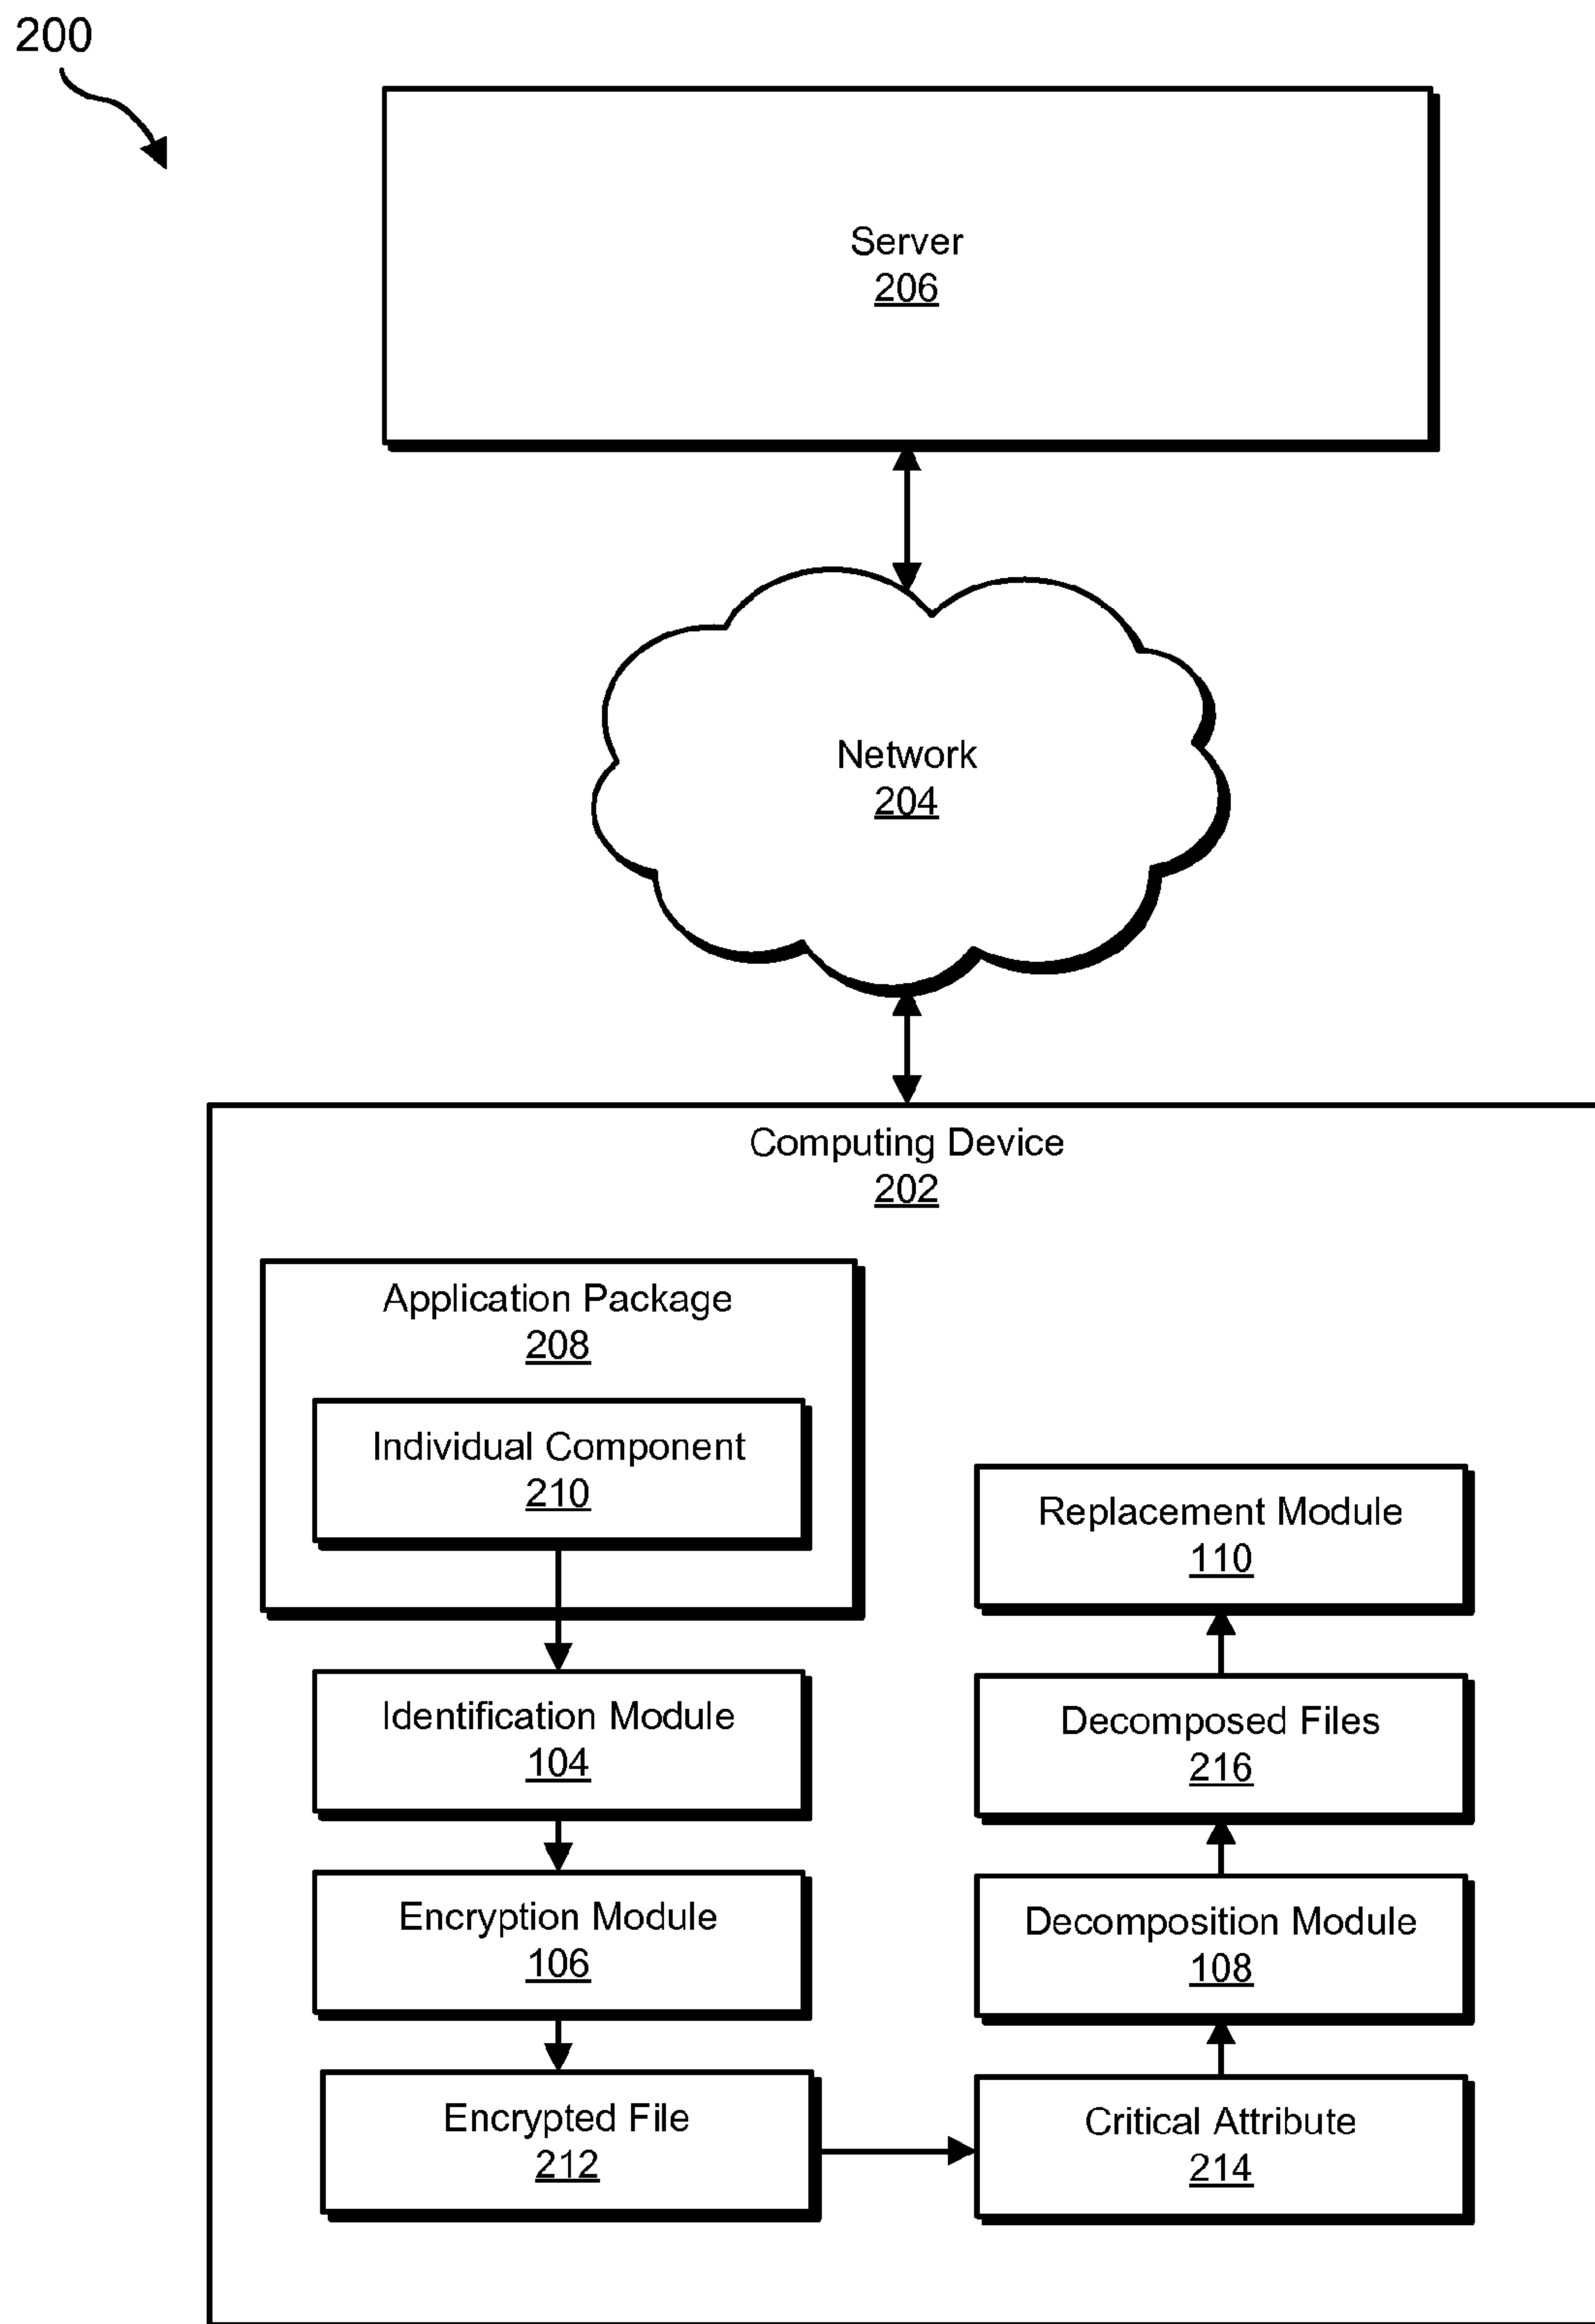 200
Server
206
Network
204
Computing Device
202
Application Package
208
Individual Component
210
Identification Module
104
Encryption Module
106
Encrypted File
212
Replacement Module
110
Decomposed Files
216
Decomposition Module
108
Critical Attribute
214